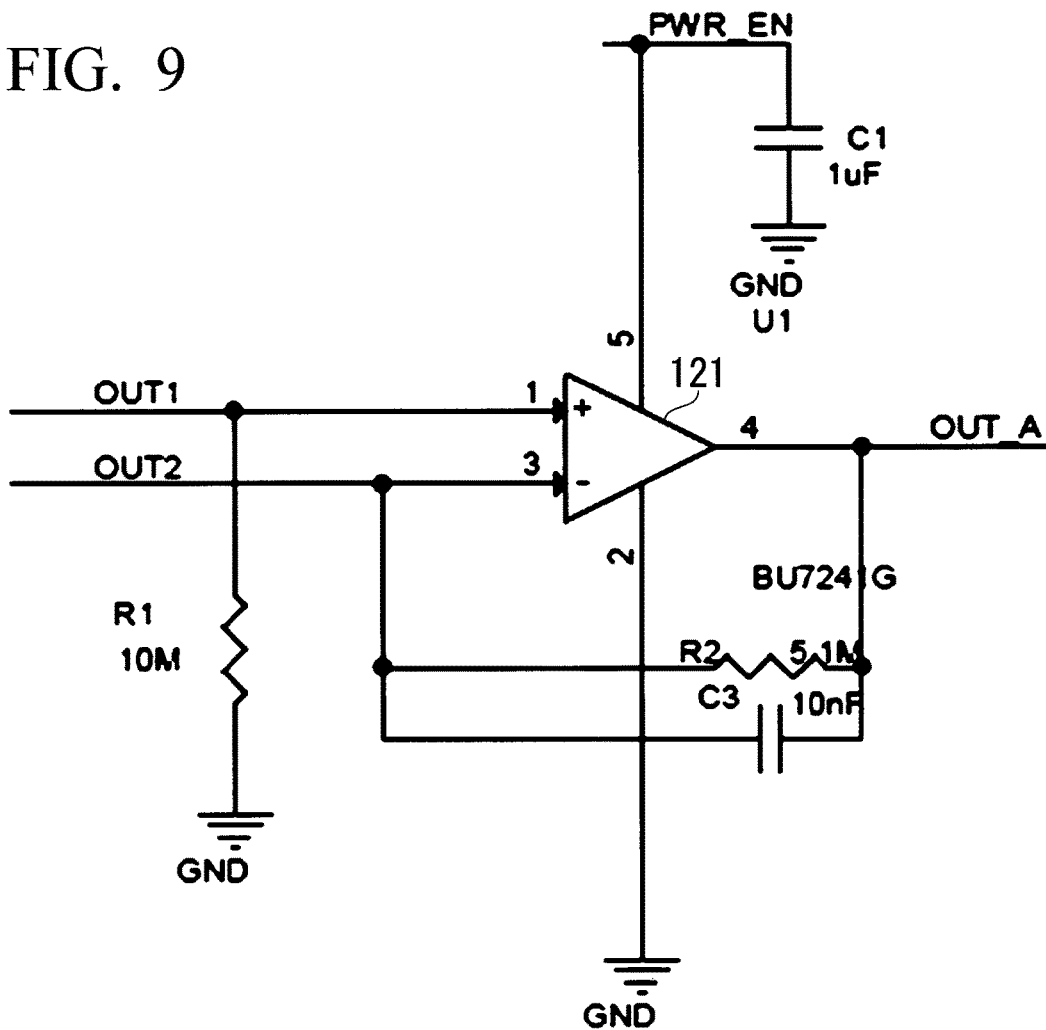 FIG. 9
PWR_EN
C1
1uF
GND
U1
5
121
OUT1
1
+
4
OUT_A
OUT2
3
-
2
BU7241G
R1
10M
R2
5.1M
C3
10nF
GND
GND